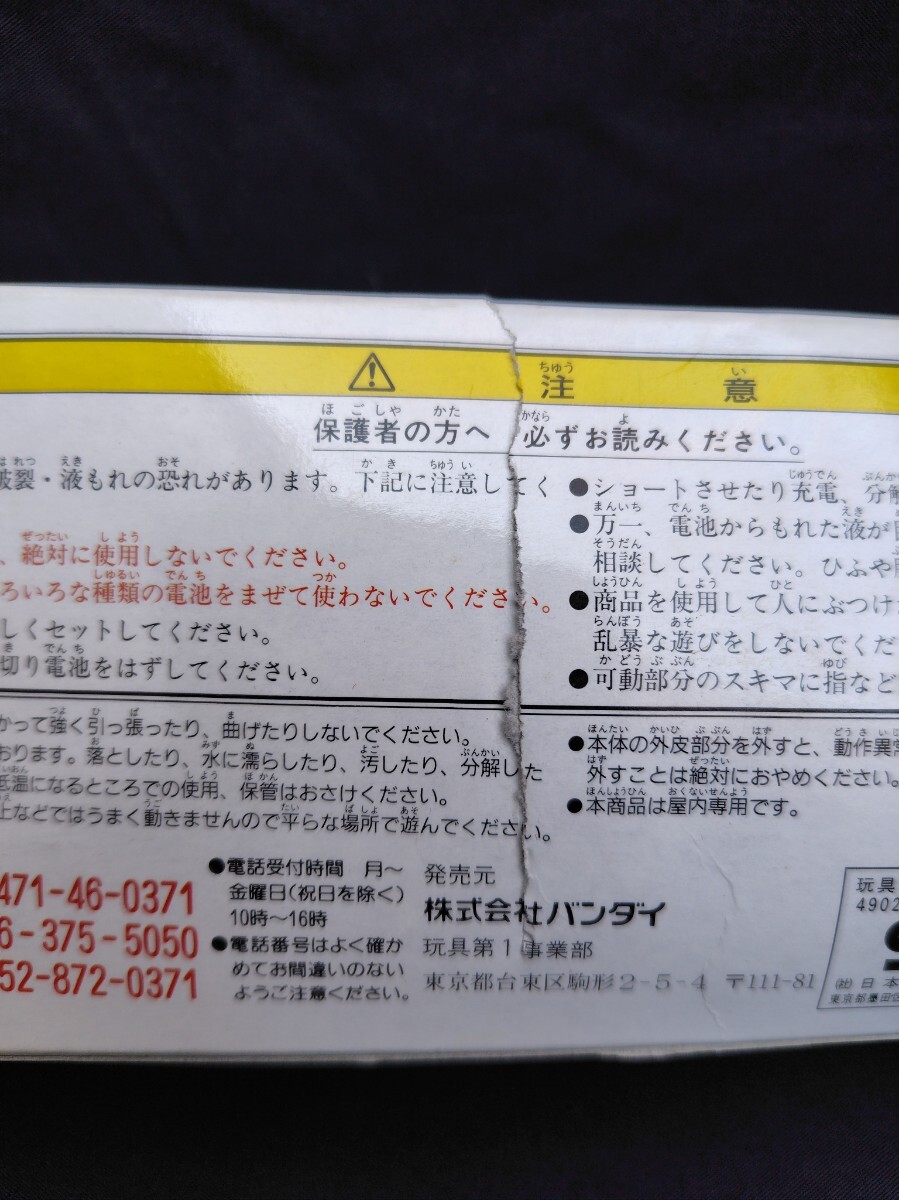 ⚠ 注意
保護者の方へ 必ずお読みください。
破裂・液もれの恐れがあります。下記に注意してく
、絶対に使用しないでください。
ろいろな種類の電池をまぜて使わないでください。
しくセットしてください。
切り電池をはずしてください。
●ショートさせたり充電、分解
●万一、電池からもれた液が
相談してください。ひふや
●商品を使用して人にぶつけ
乱暴な遊びをしないでくだ
●可動部分のスキマに指など
かって強く引っ張ったり、曲げたりしないでください。
おります。落としたり、水に濡らしたり、汚したり、分解した
低温になるところでの使用、保管はおさけください。
上などではうまく動きませんので平らな場所で遊んでください。
●本体の外皮部分を外すと、動作異常
外すことは絶対におやめください。
●本商品は屋内専用です。
471-46-0371
6-375-5050
52-872-0371
●電話受付時間 月〜
金曜日(祝日を除く)
10時〜16時
●電話番号はよく確か
めてお間違いのない
ようご注意ください。
発売元
株式会社バンダイ
玩具第1事業部
東京都台東区駒形2-5-4 〒111-81
玩具
4902
(社)日本
東京都墨田区